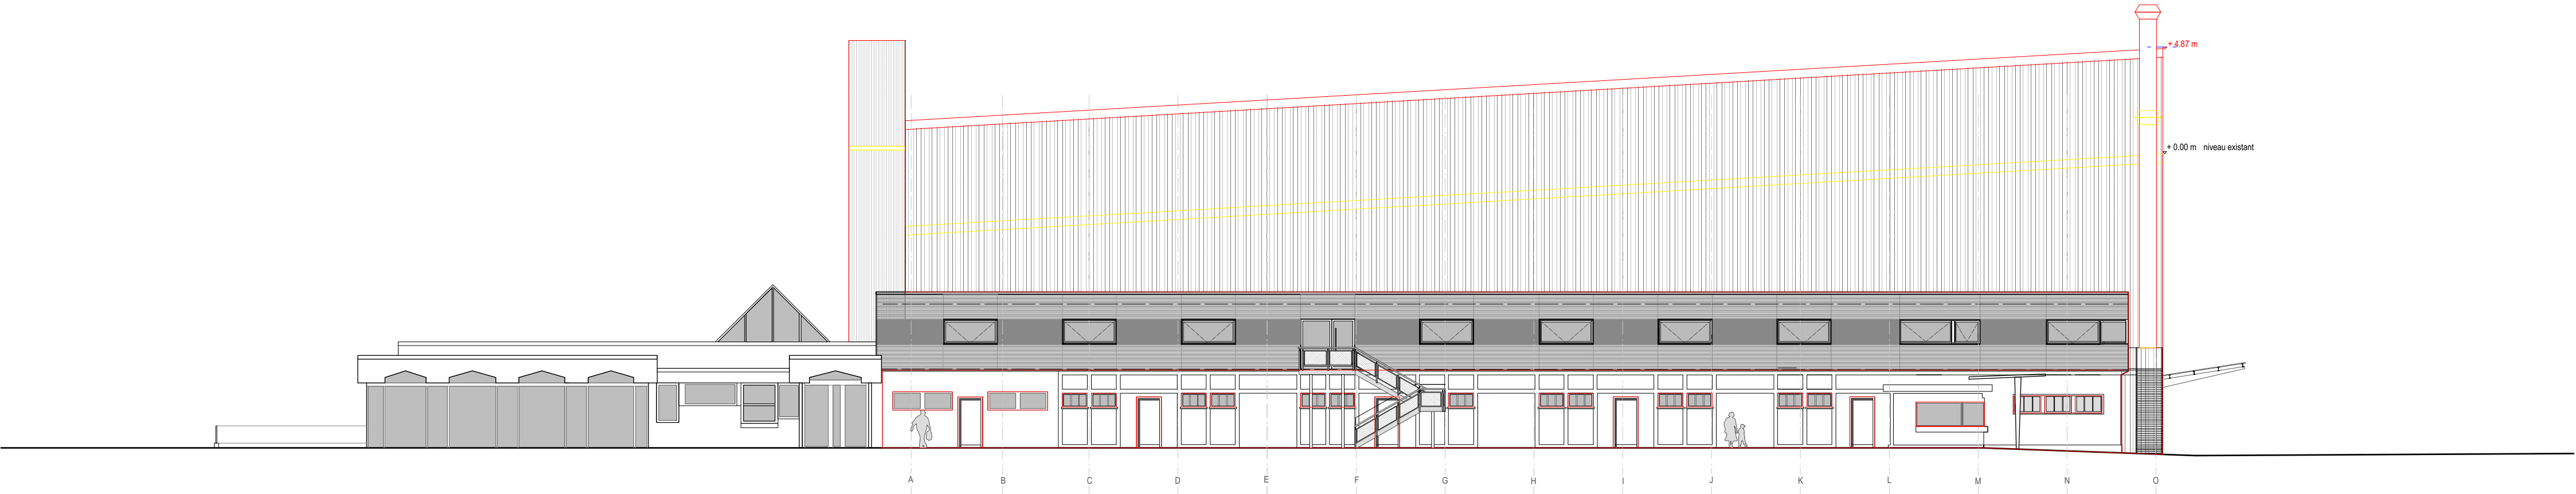 + 4.87 m
+ 0.00 m niveau existant
A B C D E F G H I J K L M N O